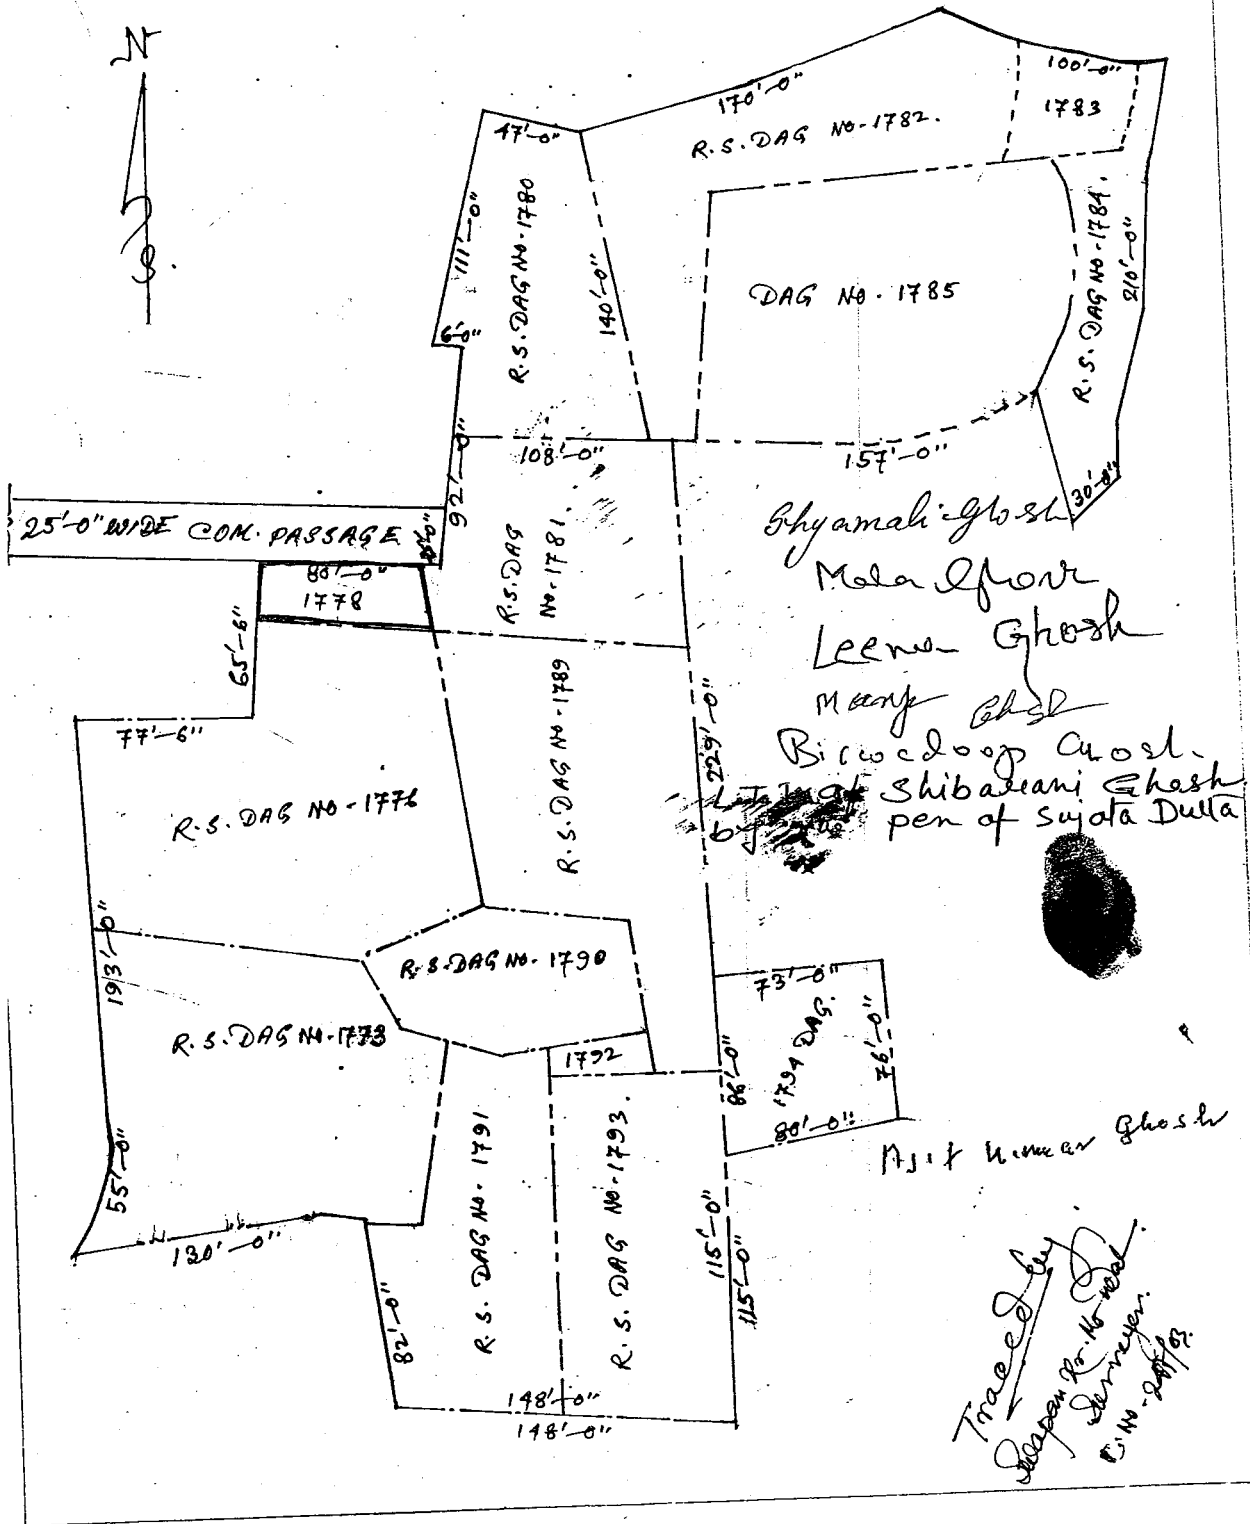 N
S.
47'-0"
170'-0"
100'-0"
1783
R.S.DAG NO-1782.
111'-0"
R.S.DAG NO-1780
140'-0"
DAG NO. 1785
R.S.DAG NO-1784.
210'-0"
6'-0"
108'-0"
157'-0"
30'-0"
92'-0"
25'-0" WIDE COM. PASSAGE
R.S.DAG
NO-1781.
80'-0"
1778
65'-6"
77'-6"
R.S.DAG NO-1789
229'-0"
Shyamali Ghosh
Leena Ghosh
Ghosh
Shibarani Ghosh
pen of Sujata Dutta
R.S.DAG NO-1776
193'-0"
R.S.DAG NO.1790
R.S.DAG NO-1773
1792
73'-0"
1794 DAG.
76'-0"
86'-0"
80'-0"
Ajit Kumar Ghosh
55'-0"
130'-0"
R.S. DAG NO-1791
R.S. DAG NO-1793.
115'-0"
115'-0"
82'-0"
148'-0"
148'-0"
Traced by
Surveyor.